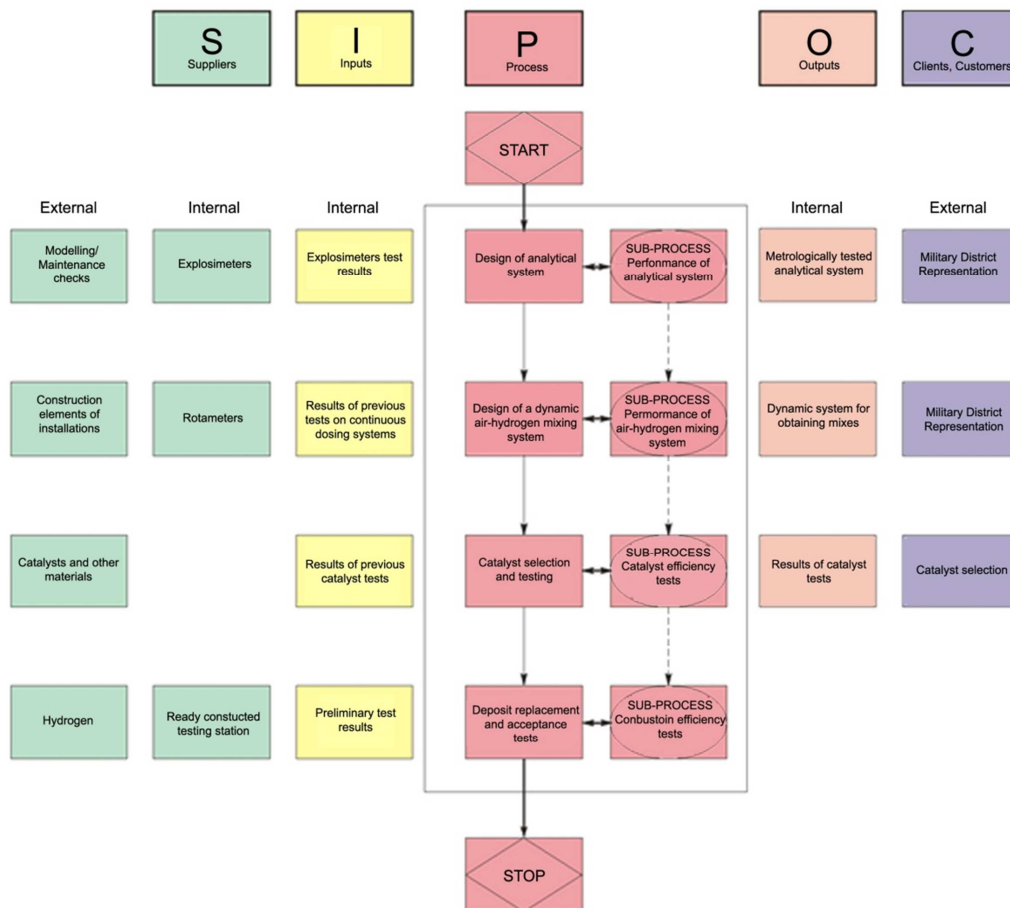 S
Suppliers
I
Inputs
P
Process
O
Outputs
C
Clients, Customers
START
External
Internal
Internal
Internal
External
Modelling/
Maintenance
checks
Explosimeters
Explosimeters test
results
Design of analytical
system
SUB-PROCESS
Perfonmance of
analytical system
Metrologically tested
analytical system
Military District
Representation
Construction
elements of
installations
Rotameters
Results of previous
tests on continuous
dosing systems
Design of a dynamic
air-hydrogen mixing
system
SUB-PROCESS
Permormance of
air-hydrogen mixing
system
Dynamic system for
obtaining mixes
Military District
Representation
Catalysts and other
materials
Results of previous
catalyst tests
Catalyst selection
and testing
SUB-PROCESS
Catalyst efficiency
tests
Results of catalyst
tests
Catalyst selection
Hydrogen
Ready constucted
testing station
Preliminary test
results
Deposit replacement
and acceptance
tests
SUB-PROCESS
Conbustoin efficiency
tests
STOP